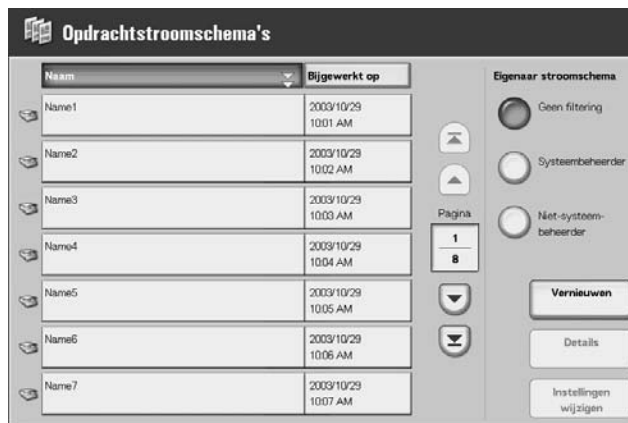 Opdrachtstroomschema's
Naam Bijgewerkt op
Name1 2003/10/29
10:01 AM
Name2 2003/10/29
10:02 AM
Name3 2003/10/29
10:03 AM
Name4 2003/10/29
10:04 AM
Name5 2003/10/29
10:05 AM
Name6 2003/10/29
10:06 AM
Name7 2003/10/29
10:07 AM
Pagina
1
8
Eigenaar stroomschema
Geen filtering
Systeembeheerder
Niet-systeem-
beheerder
Vernieuwen
Details
Instellingen
wijzigen